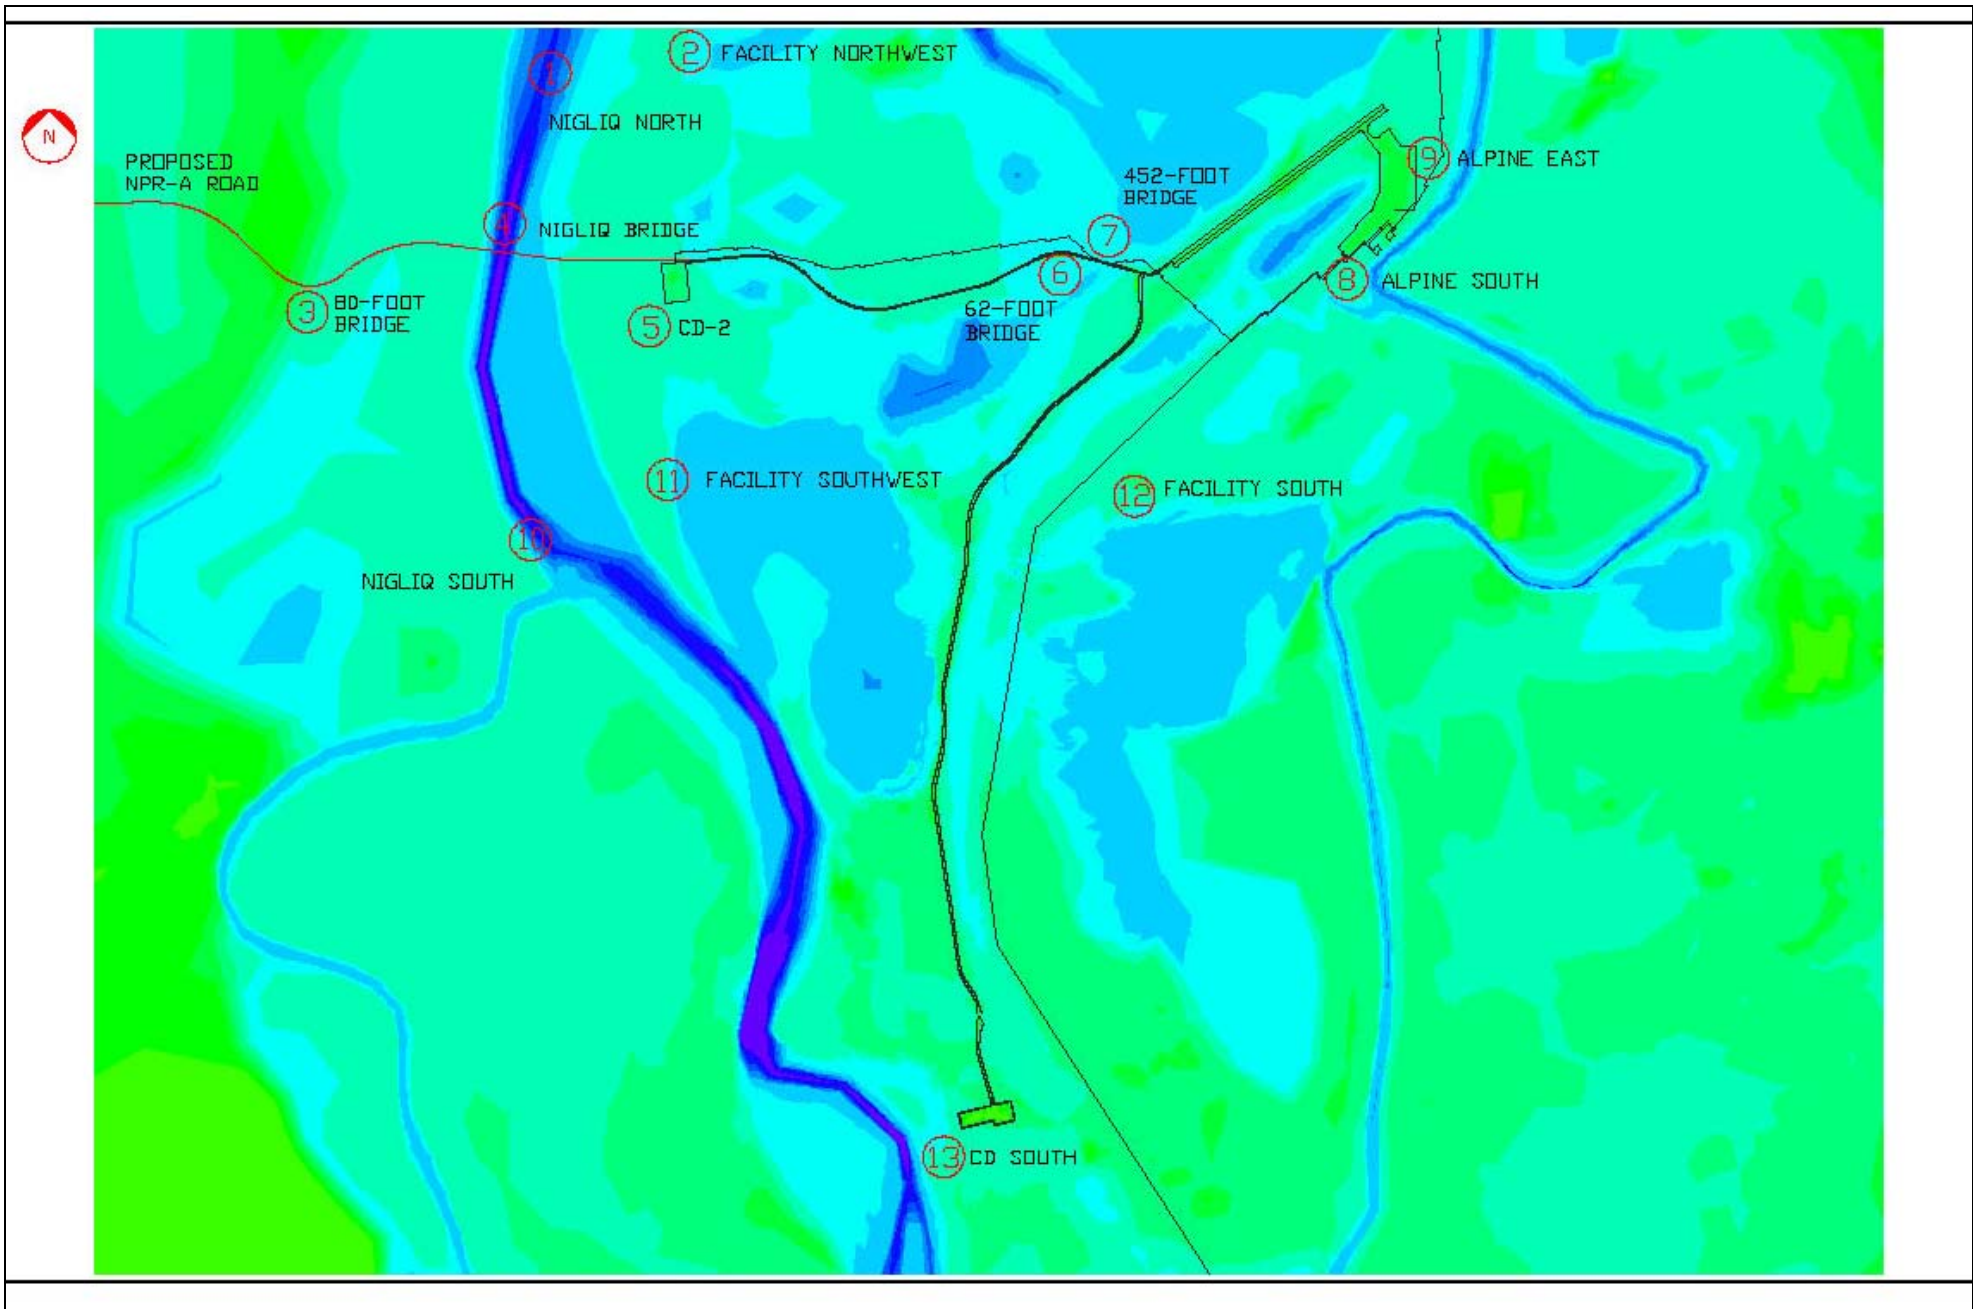 2 FACILITY NORTHWEST
1
NIGLIQ NORTH
N
PROPOSED
NPR-A ROAD
9 ALPINE EAST
452-FOOT
BRIDGE
4 NIGLIQ BRIDGE
7
6
8 ALPINE SOUTH
3 80-FOOT
BRIDGE
5 CD-2
62-FOOT
BRIDGE
11 FACILITY SOUTHWEST
12 FACILITY SOUTH
10
NIGLIQ SOUTH
13 CD SOUTH